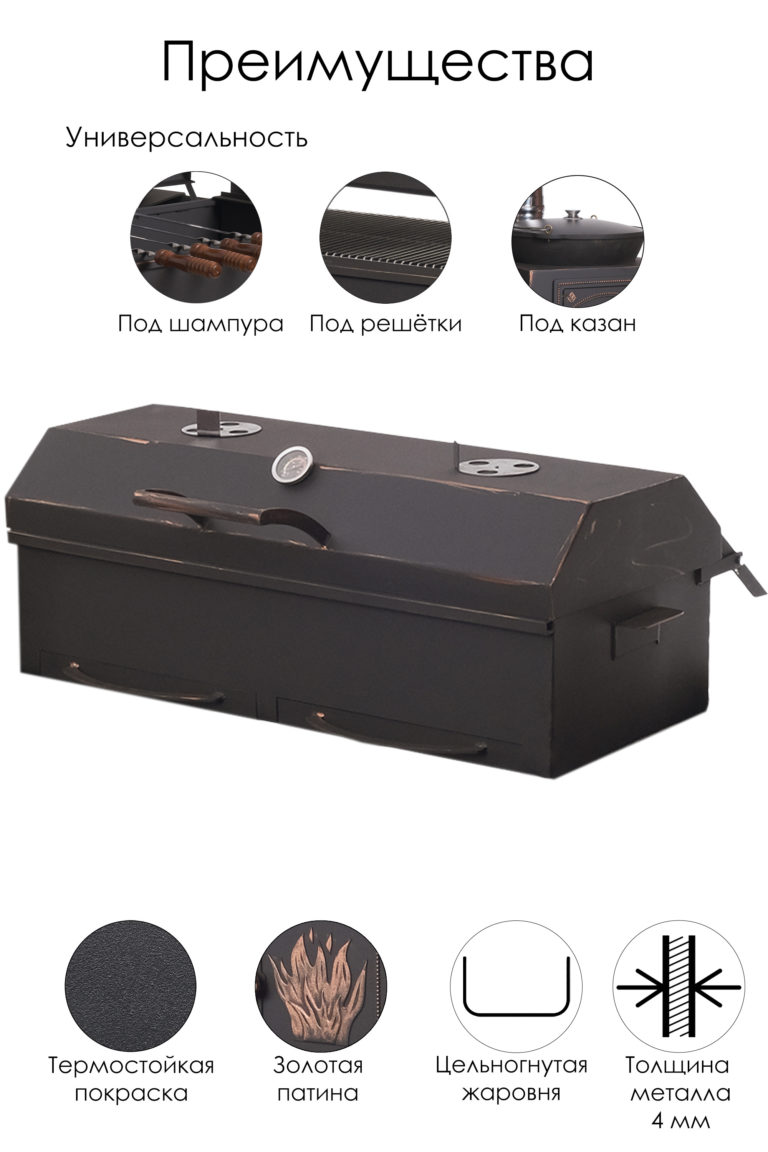 Преимущества
Универсальность
Под шампура
Под решётки
Под казан
Термостойкая
покраска
Золотая
патина
Цельногнутая
жаровня
Толщина
металла
4 мм